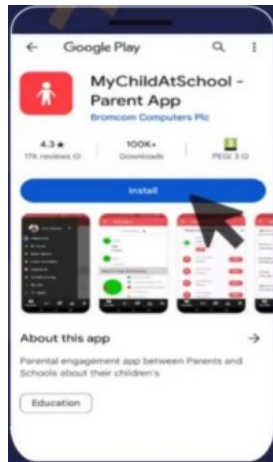 Google Play
MyChildAtSchool -
Parent App
Bromcom Computers Plc
4.3★ 100K+
17K reviews Downloads PEGI 3
Install
About this app
Parental engagement app between Parents and
Schools about their children's
Education